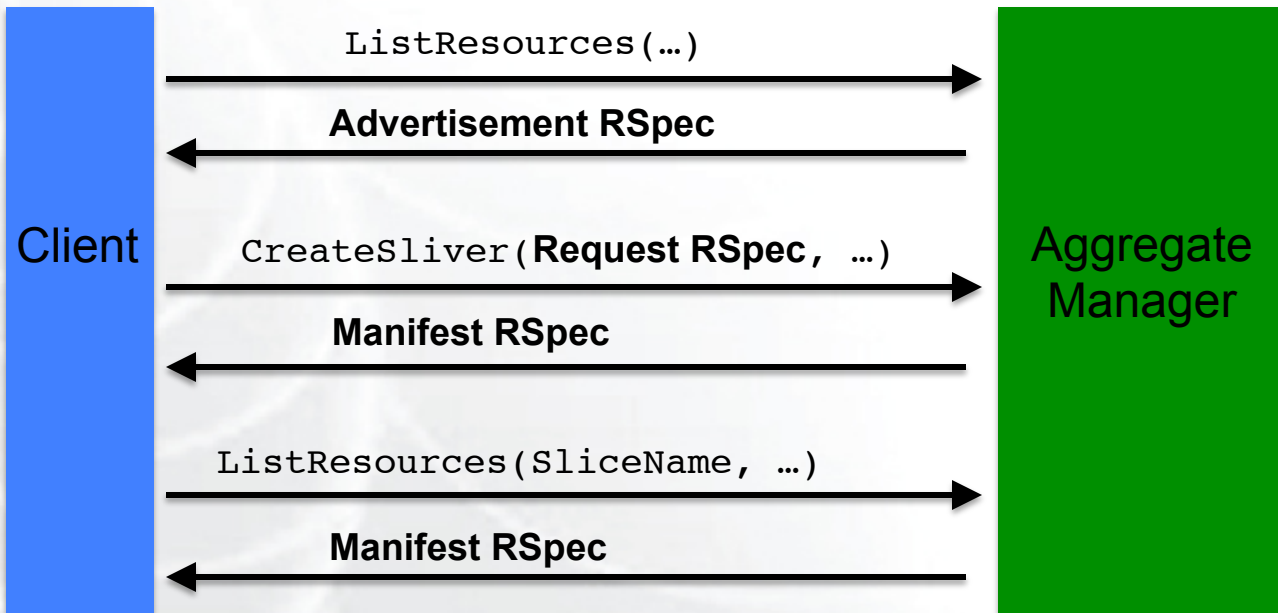 ListResources(…)
Advertisement RSpec
Client
CreateSliver(Request RSpec, …)
Aggregate
Manager
Manifest RSpec
ListResources(SliceName, …)
Manifest RSpec